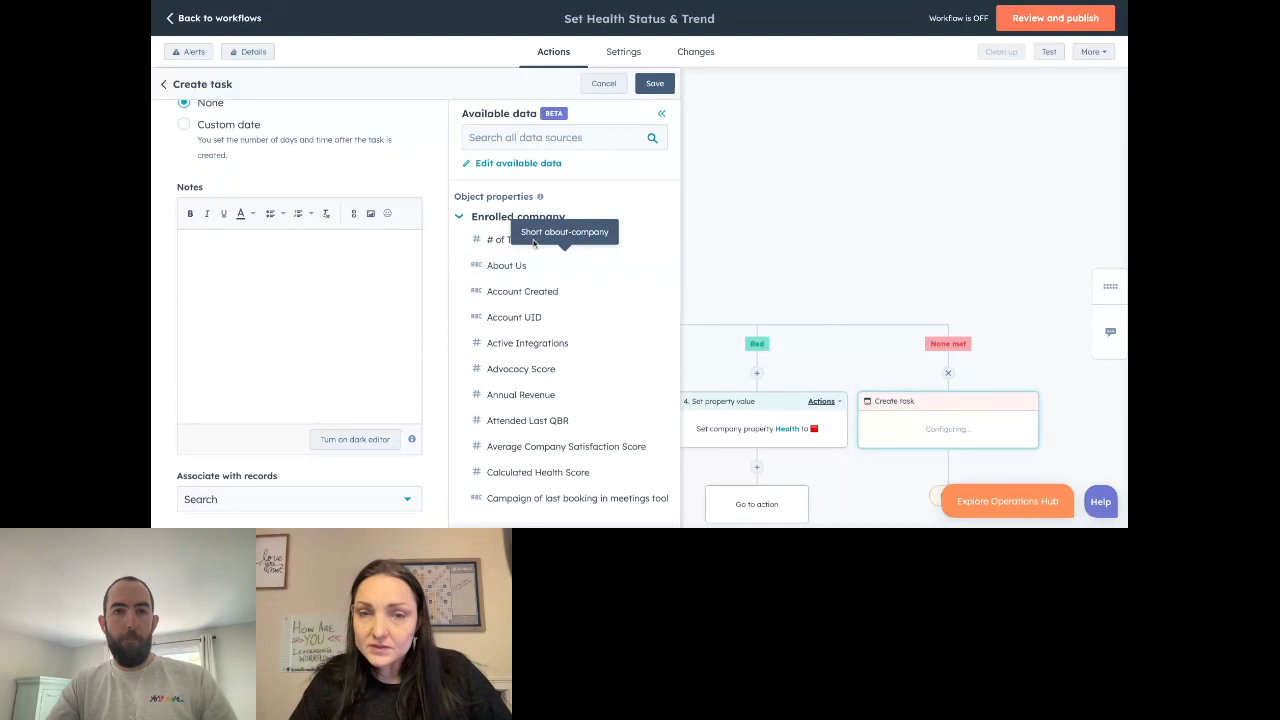 Back to workflows
Set Health Status & Trend
Workflow is OFF
Review and publish
Alerts
Details
Actions
Settings
Changes
Clean up
Test
More
Create task
Cancel
Save
None
Custom date
You set the number of days and time after the task is
created.
Notes
B I U A
Turn on dark editor
Associate with records
Search
Available data BETA
Search all data sources
Edit available data
Object properties
Enrolled company
Short about-company
# of
About Us
Account Created
Account UID
Active Integrations
Advocacy Score
Annual Revenue
Attended Last QBR
Average Company Satisfaction Score
Calculated Health Score
Campaign of last booking in meetings tool
Red
None met
4. Set property value
Actions
Set company property Health to
Go to action
Create task
Configuring...
Explore Operations Hub
Help
love
HOW ARE
YOU
LEVERAGING